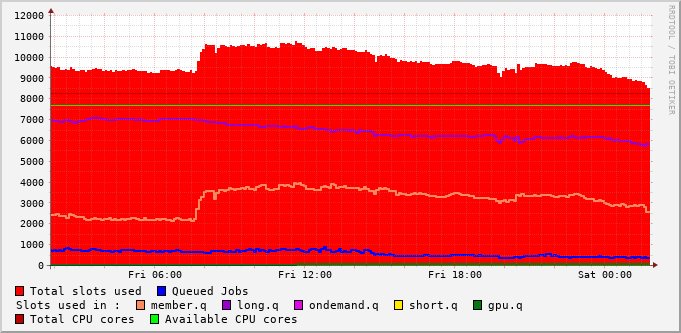 12000
11000
10000
9000
8000
7000
6000
5000
4000
3000
2000
1000
0
Fri 06:00 Fri 12:00 Fri 18:00 Sat 00:00
Total slots used Queued Jobs
Slots used in : member.q long.q ondemand.q short.q gpu.q
Total CPU cores Available CPU cores
RRDTOOL / TOBI OETIKER